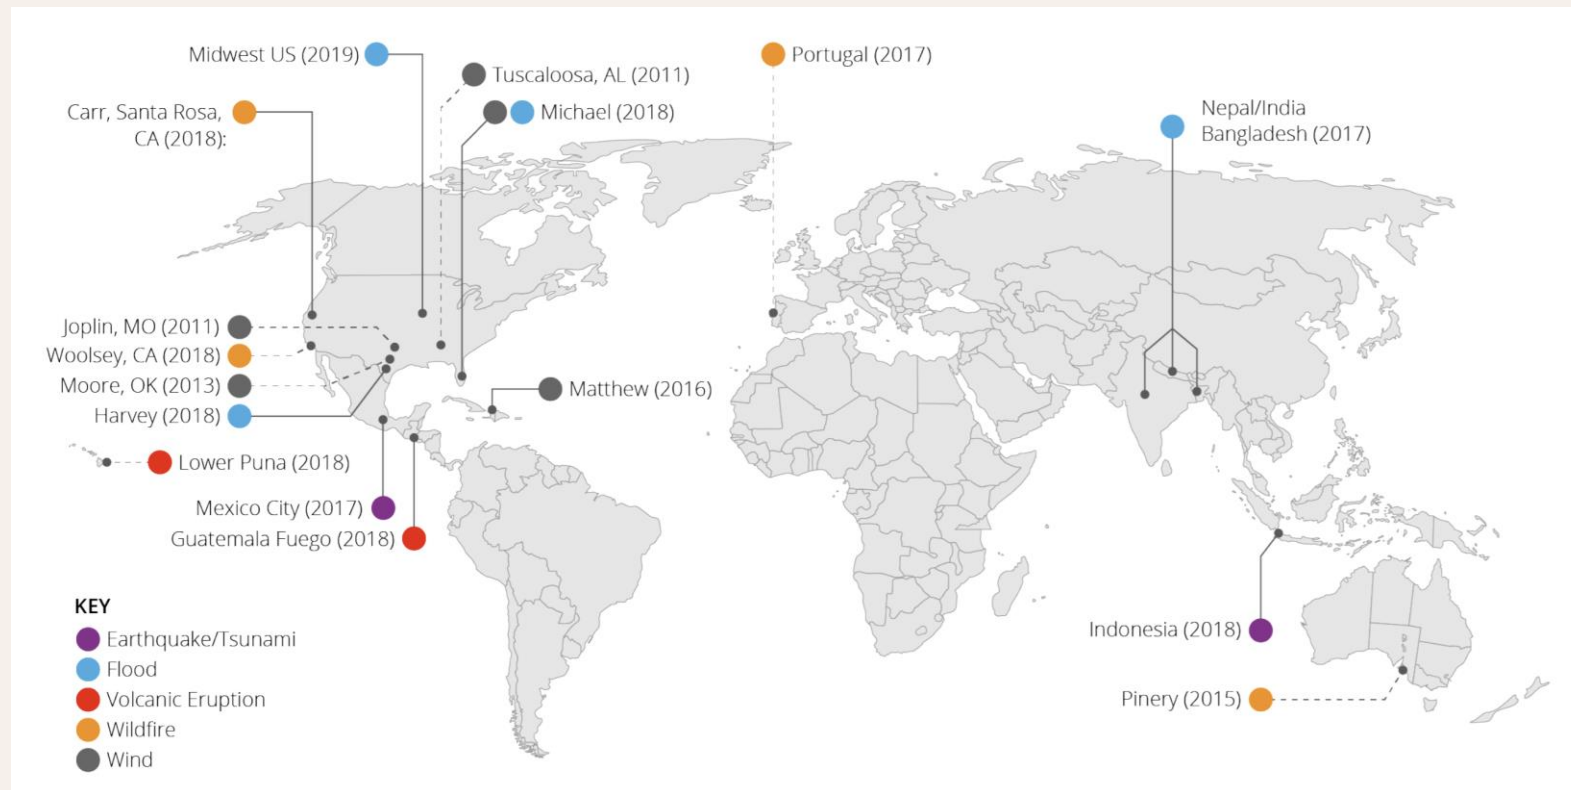 Midwest US (2019)
Tuscaloosa, AL (2011)
Portugal (2017)
Carr, Santa Rosa,
CA (2018):
Michael (2018)
Nepal/India
Bangladesh (2017)
Joplin, MO (2011)
Woolsey, CA (2018)
Moore, OK (2013)
Harvey (2018)
Matthew (2016)
Lower Puna (2018)
Mexico City (2017)
Guatemala Fuego (2018)
Indonesia (2018)
Pinery (2015)
KEY
Earthquake/Tsunami
Flood
Volcanic Eruption
Wildfire
Wind